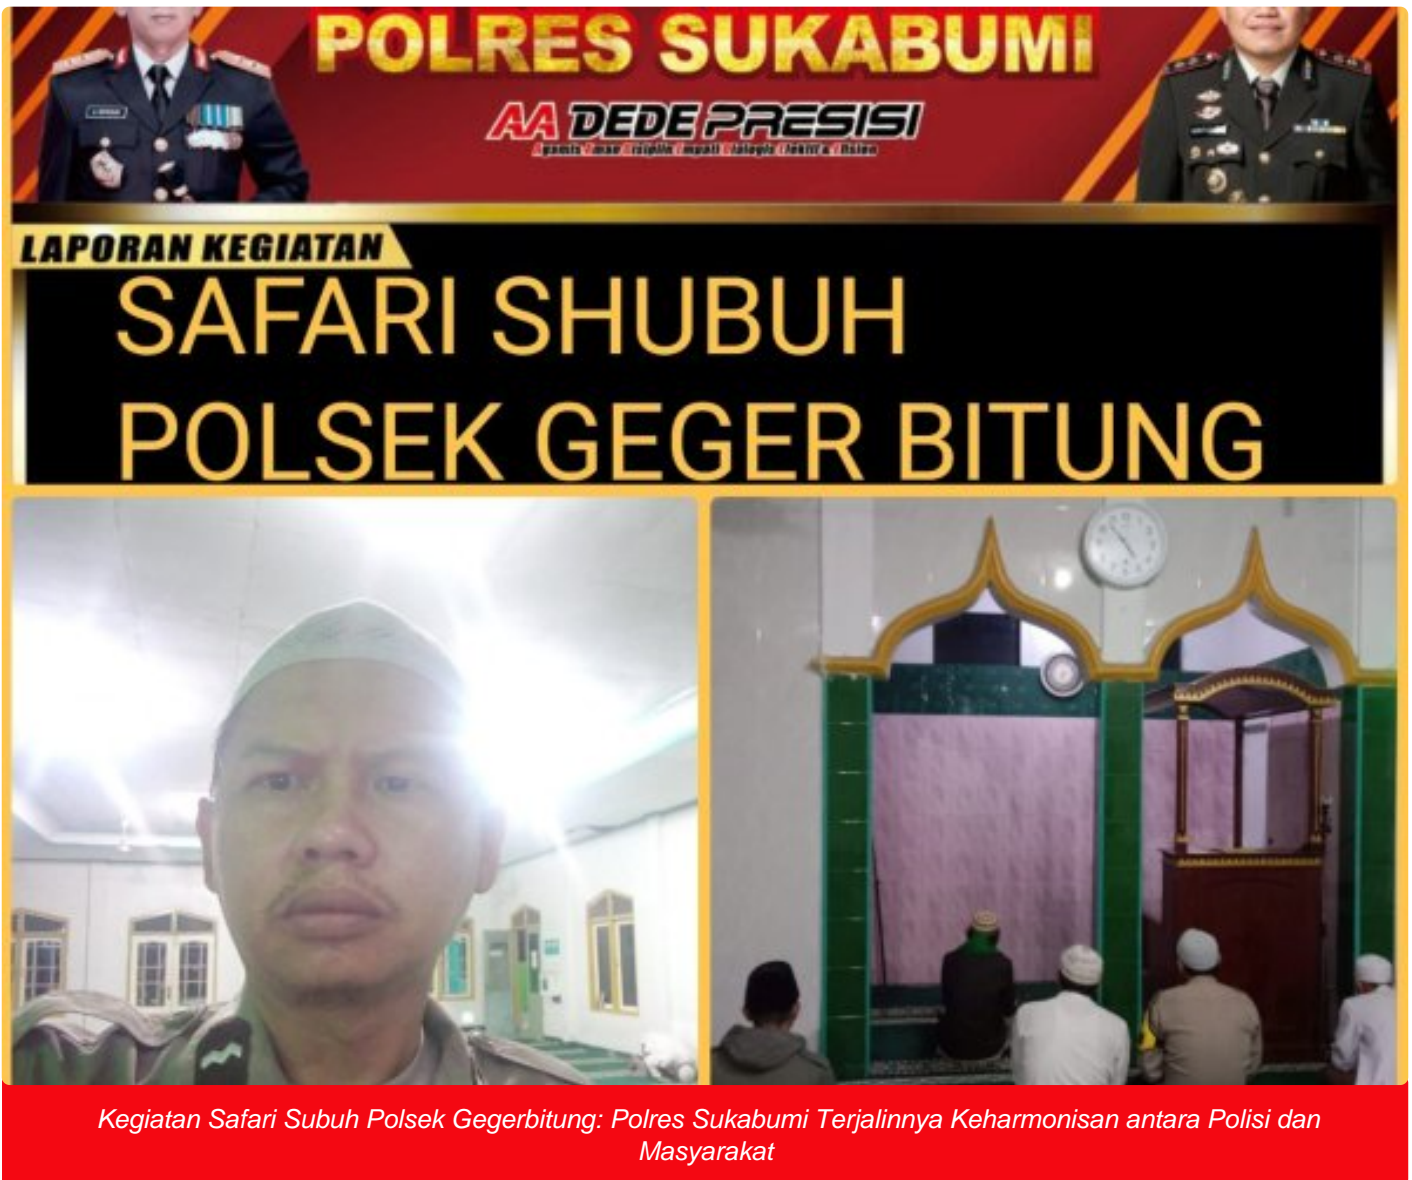 POLRES SUKABUMI
AA DEDE PRESISI
LAPORAN KEGIATAN
SAFARI SHUBUH
POLSEK GEGER BITUNG
Kegiatan Safari Subuh Polsek Gegerbitung: Polres Sukabumi Terjalinnya Keharmonisan antara Polisi dan
Masyarakat